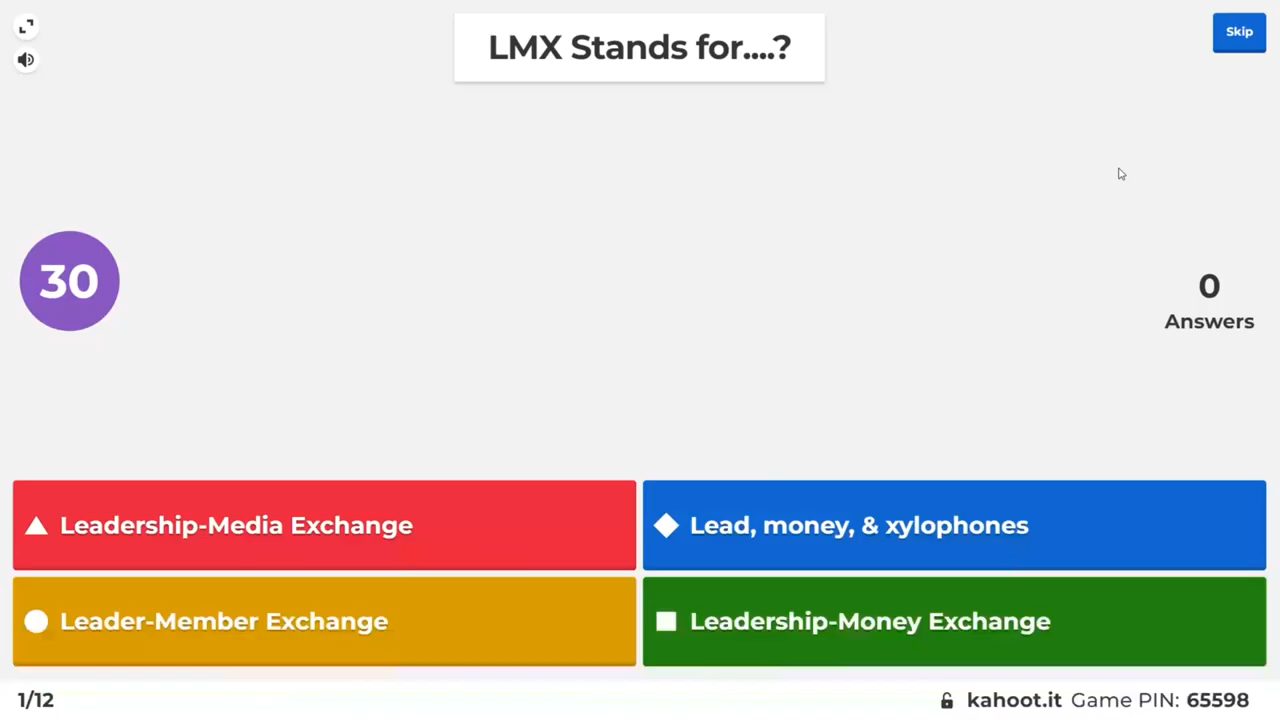 LMX Stands for....?
Skip
30
0
Answers
Leadership-Media Exchange
Lead, money, & xylophones
Leader-Member Exchange
Leadership-Money Exchange
1/12
kahoot.it Game PIN: 65598